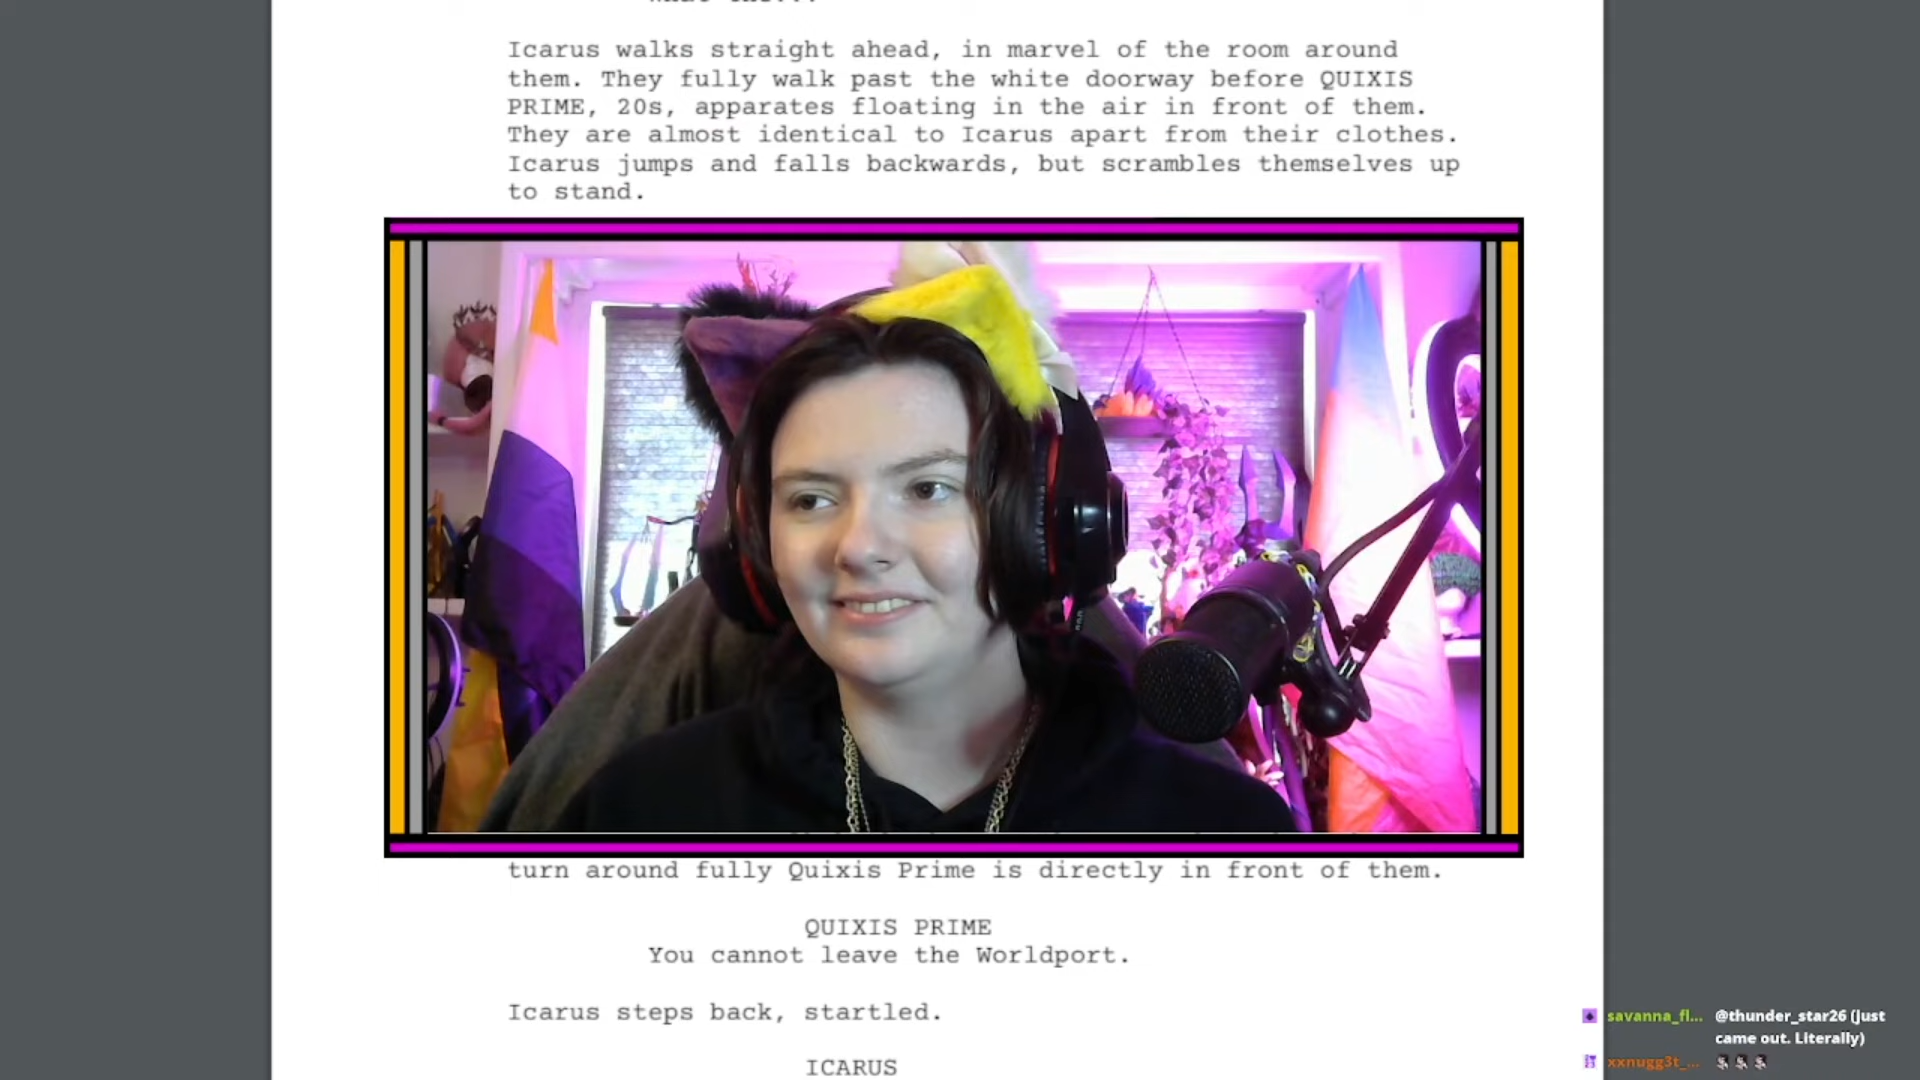 Icarus walks straight ahead, in marvel of the room around
them. They fully walk past the white doorway before QUIXIS
PRIME, 20s, apparates floating in the air in front of them.
They are almost identical to Icarus apart from their clothes.
Icarus jumps and falls backwards, but scrambles themselves up
to stand.
turn around fully Quixis Prime is directly in front of them.
QUIXIS PRIME
You cannot leave the Worldport.
Icarus steps back, startled.
ICARUS
savanna_fl... @thunder_star26 (Just
came out. Literally)
xxnugg3t_...